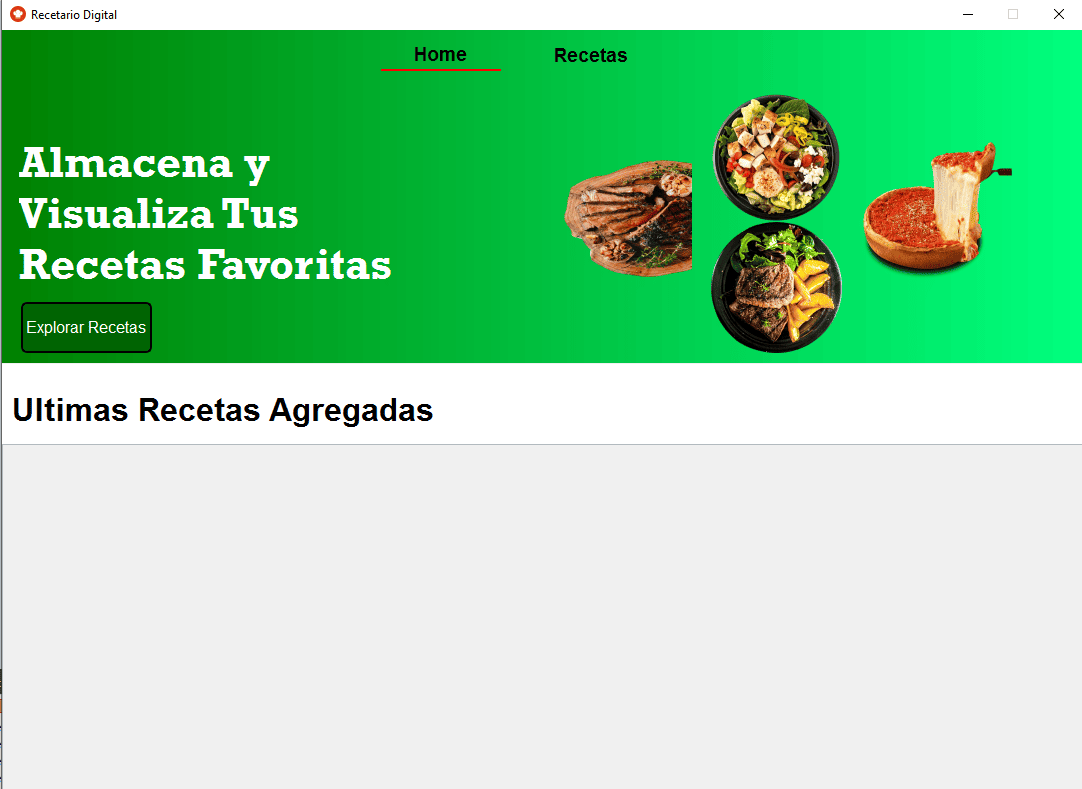 Recetario Digital
Home
Recetas
Almacena y
Visualiza Tus
Recetas Favoritas
Explorar Recetas
Ultimas Recetas Agregadas